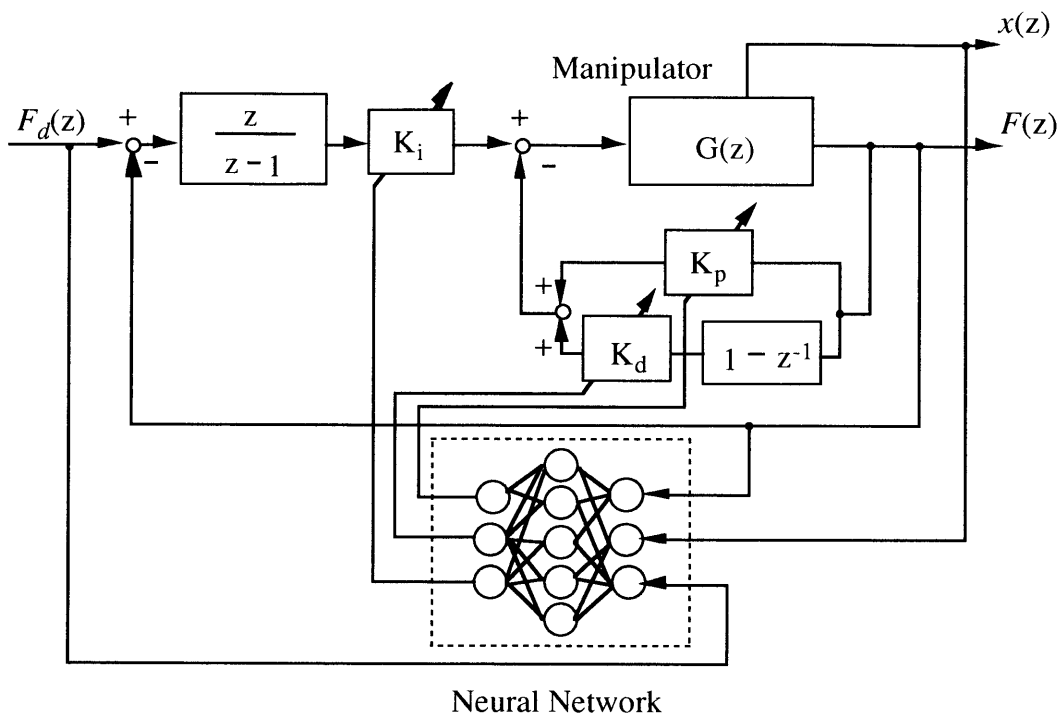 x(z)
Manipulator
F_d(z)
+
−
z
z − 1
K_i
+
−
G(z)
F(z)
K_p
+
+
K_d
1 − z^-1
Neural Network